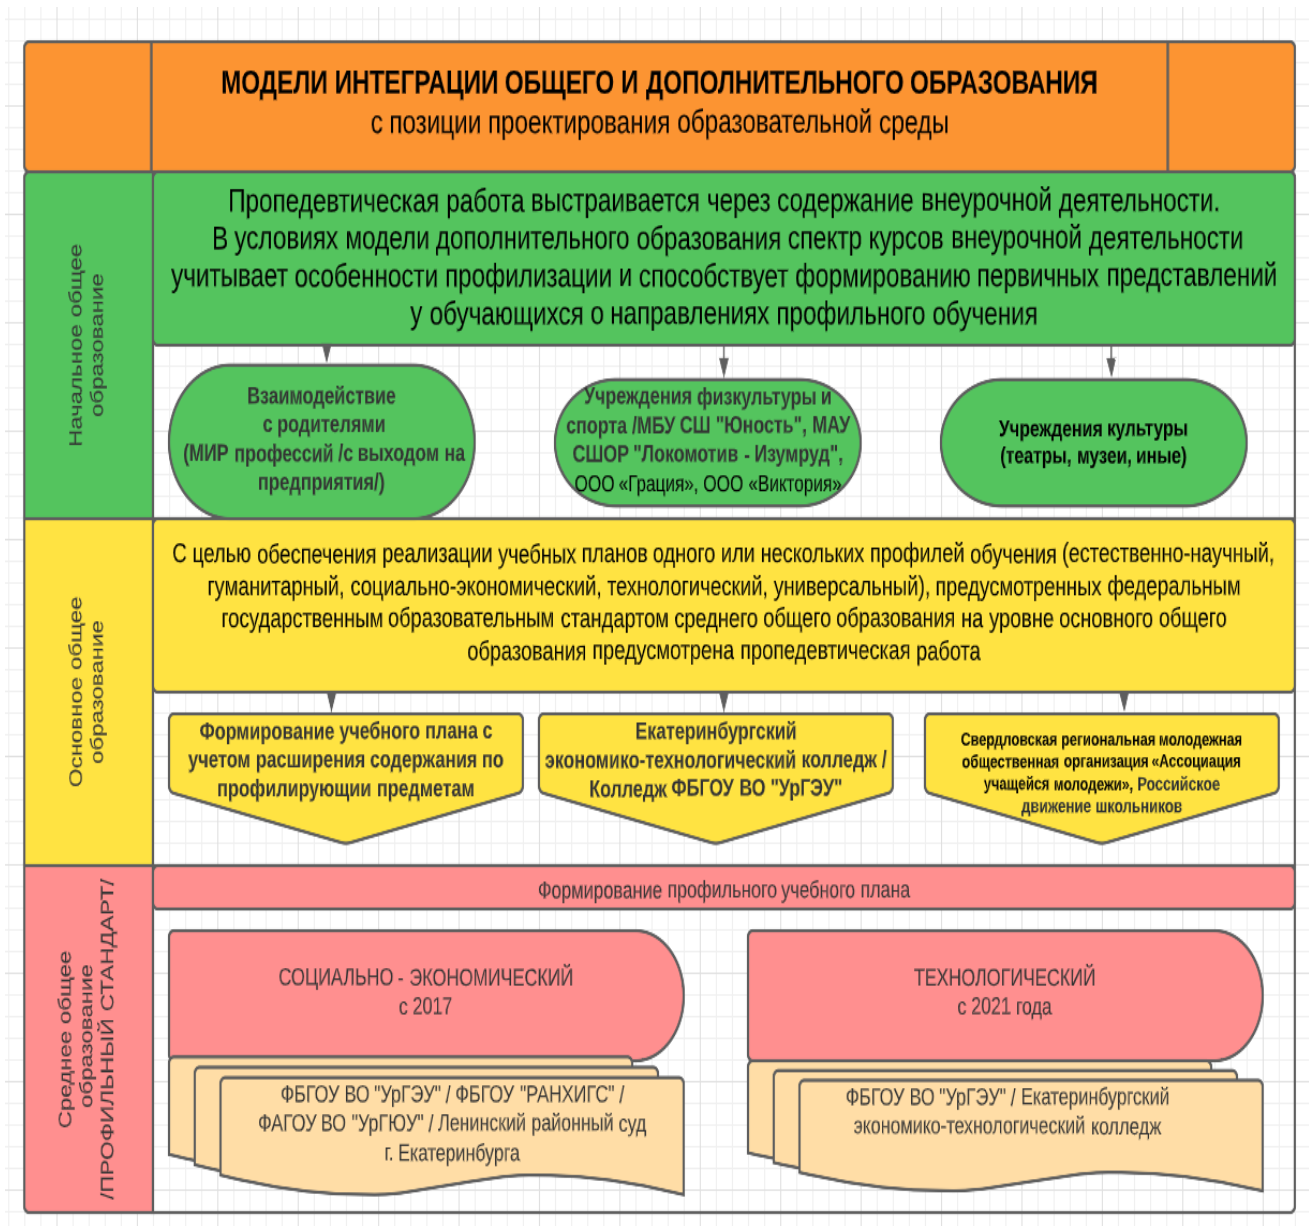 МОДЕЛИ ИНТЕГРАЦИИ ОБЩЕГО И ДОПОЛНИТЕЛЬНОГО ОБРАЗОВАНИЯ
с позиции проектирования образовательной среды
Начальное общее
образование
Пропедевтическая работа выстраивается через содержание внеурочной деятельности.
В условиях модели дополнительного образования спектр курсов внеурочной деятельности
учитывает особенности профилизации и способствует формированию первичных представлений
у обучающихся о направлениях профильного обучения
Взаимодействие
с родителями
(МИР профессий /с выходом на
предприятия/)
Учреждения физкультуры и
спорта /МБУ СШ "Юность", МАУ
СШОР "Локомотив - Изумруд",
ООО «Грация», ООО «Виктория»
Учреждения культуры
(театры, музеи, иные)
Основное общее
образование
С целью обеспечения реализации учебных планов одного или нескольких профилей обучения (естественно-научный,
гуманитарный, социально-экономический, технологический, универсальный), предусмотренных федеральным
государственным образовательным стандартом среднего общего образования на уровне основного общего
образования предусмотрена пропедевтическая работа
Формирование учебного плана с
учетом расширения содержания по
профилирующии предметам
Екатеринбургский
экономико-технологический колледж /
Колледж ФБГОУ ВО "УрГЭУ"
Свердловская региональная молодежная
общественная организация «Ассоциация
учащейся молодежи», Российское
движение школьников
Среднее общее
образование
/ПРОФИЛЬНЫЙ СТАНДАРТ/
Формирование профильного учебного плана
СОЦИАЛЬНО - ЭКОНОМИЧЕСКИЙ
с 2017
ФБГОУ ВО "УрГЭУ" / ФБГОУ "РАНХИГС" /
ФАГОУ ВО "УрГЮУ" / Ленинский районный суд
г. Екатеринбурга
ТЕХНОЛОГИЧЕСКИЙ
с 2021 года
ФБГОУ ВО "УрГЭУ" / Екатеринбургский
экономико-технологический колледж